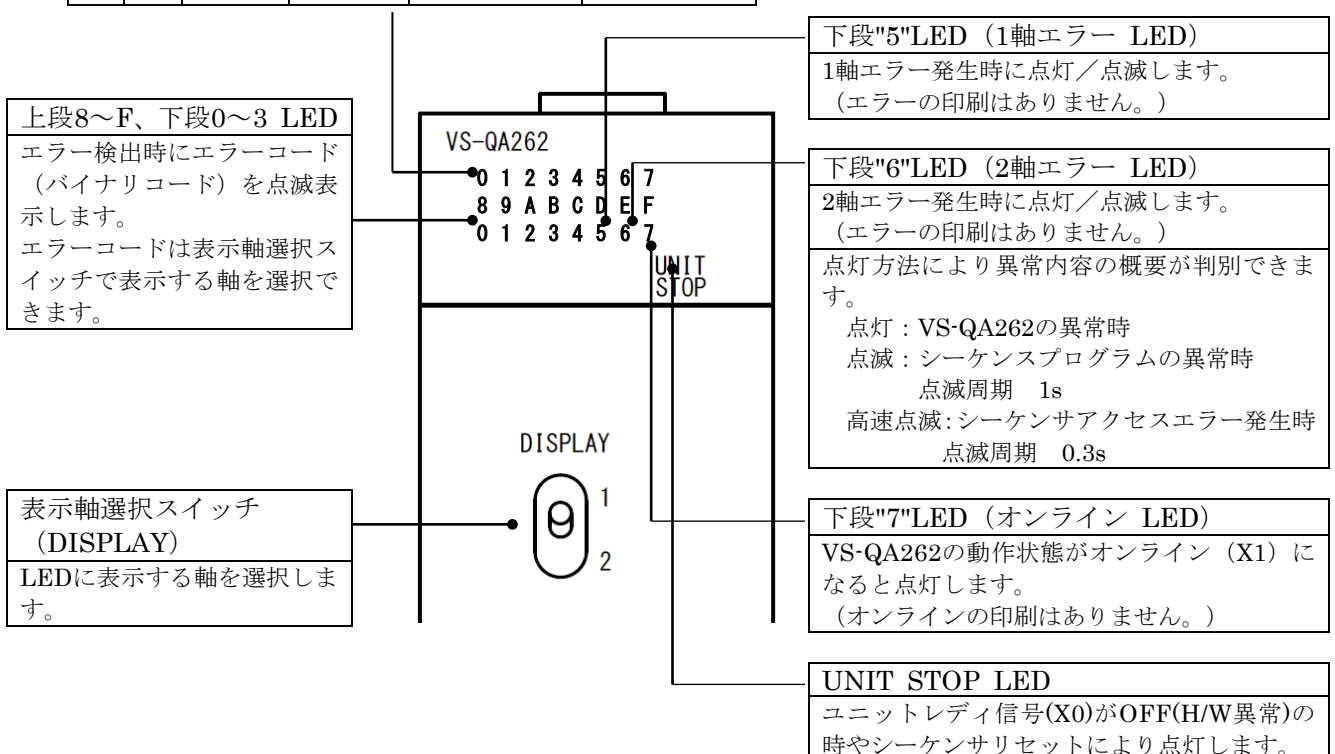 上段8～F、下段0～3 LED
エラー検出時にエラーコード
（バイナリコード）を点滅表
示します。
エラーコードは表示軸選択ス
イッチで表示する軸を選択で
きます。
表示軸選択スイッチ
（DISPLAY）
LEDに表示する軸を選択しま
す。
VS-QA262
0 1 2 3 4 5 6 7
8 9 A B C D E F
0 1 2 3 4 5 6 7
UNIT
STOP
DISPLAY
1
2
下段"5"LED（1軸エラー LED）
1軸エラー発生時に点灯／点滅します。
（エラーの印刷はありません。）
下段"6"LED（2軸エラー LED）
2軸エラー発生時に点灯／点滅します。
（エラーの印刷はありません。）
点灯方法により異常内容の概要が判別できま
す。
点灯：VS-QA262の異常時
点滅：シーケンスプログラムの異常時
点滅周期　1s
高速点滅：シーケンサアクセスエラー発生時
点滅周期　0.3s
下段"7"LED（オンライン LED）
VS-QA262の動作状態がオンライン（X1）に
なると点灯します。
（オンラインの印刷はありません。）
UNIT STOP LED
ユニットレディ信号(X0)がOFF(H/W異常)の
時やシーケンサリセットにより点灯します。